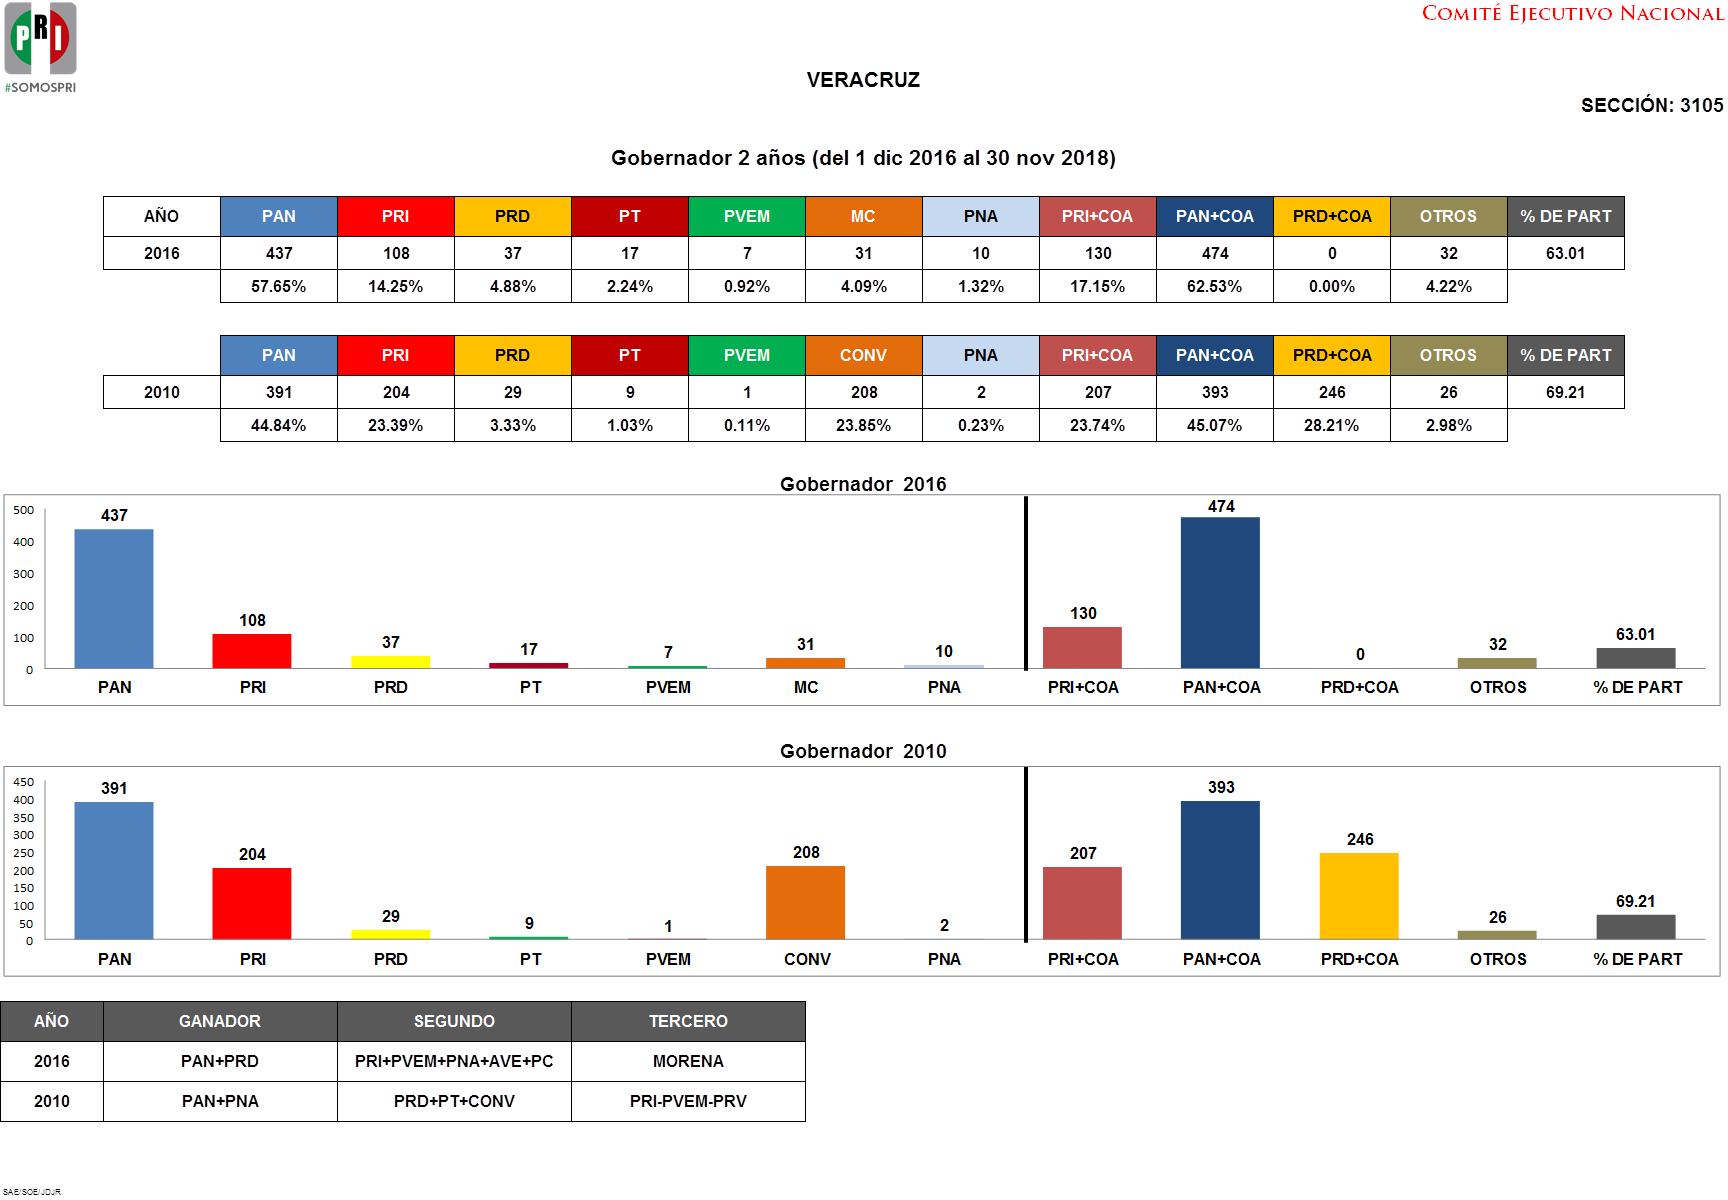 PRI
#SOMOSPRI
COMITÉ EJECUTIVO NACIONAL
VERACRUZ
SECCIÓN: 3105
Gobernador 2 años (del 1 dic 2016 al 30 nov 2018)
AÑO PAN PRI PRD PT PVEM MC PNA PRI+COA PAN+COA PRD+COA OTROS % DE PART
2016 437 108 37 17 7 31 10 130 474 0 32 63.01
57.65% 14.25% 4.88% 2.24% 0.92% 4.09% 1.32% 17.15% 62.53% 0.00% 4.22%
PAN PRI PRD PT PVEM CONV PNA PRI+COA PAN+COA PRD+COA OTROS % DE PART
2010 391 204 29 9 1 208 2 207 393 246 26 69.21
44.84% 23.39% 3.33% 1.03% 0.11% 23.85% 0.23% 23.74% 45.07% 28.21% 2.98%
Gobernador 2016
500
400
300
200
100
0
437 108 37 17 7 31 10 130 474 0 32 63.01
PAN PRI PRD PT PVEM MC PNA PRI+COA PAN+COA PRD+COA OTROS % DE PART
Gobernador 2010
450
400
350
300
250
200
150
100
50
0
391 204 29 9 1 208 2 207 393 246 26 69.21
PAN PRI PRD PT PVEM CONV PNA PRI+COA PAN+COA PRD+COA OTROS % DE PART
AÑO GANADOR SEGUNDO TERCERO
2016 PAN+PRD PRI+PVEM+PNA+AVE+PC MORENA
2010 PAN+PNA PRD+PT+CONV PRI-PVEM-PRV
SAE/SOE/JDJR